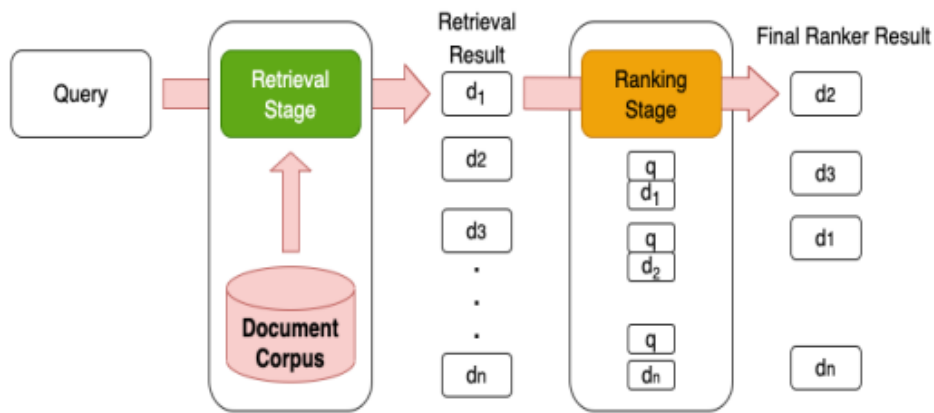 Query
Retrieval
Stage
Document
Corpus
Retrieval
Result
d1
d2
d3
.
.
.
dn
Ranking
Stage
q
d1
q
d2
q
dn
Final Ranker Result
d2
d3
d1
dn